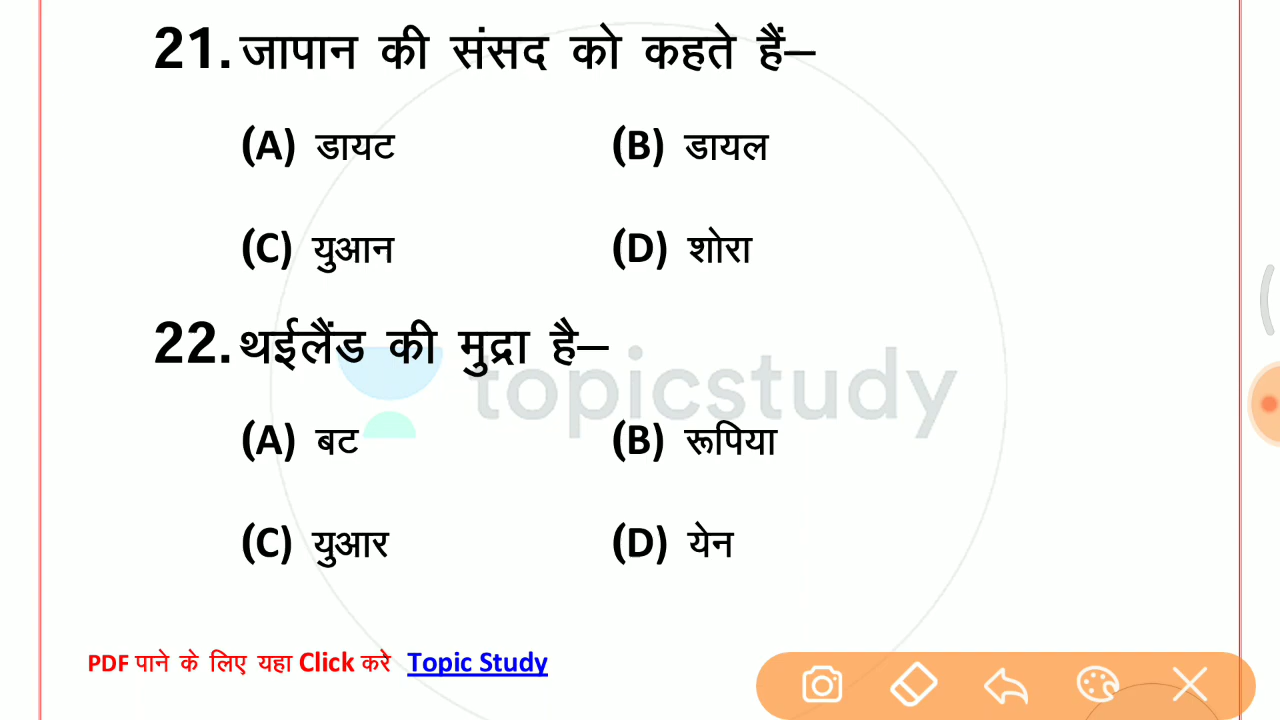 21. जापान की संसद को कहते हैं–
(A) डायट (B) डायल
(C) युआन (D) शोरा
22. थईलैंड की मुद्रा है–
topicstudy
(A) बट (B) रूपिया
(C) युआर (D) येन
PDF पाने के लिए यहा Click करे Topic Study